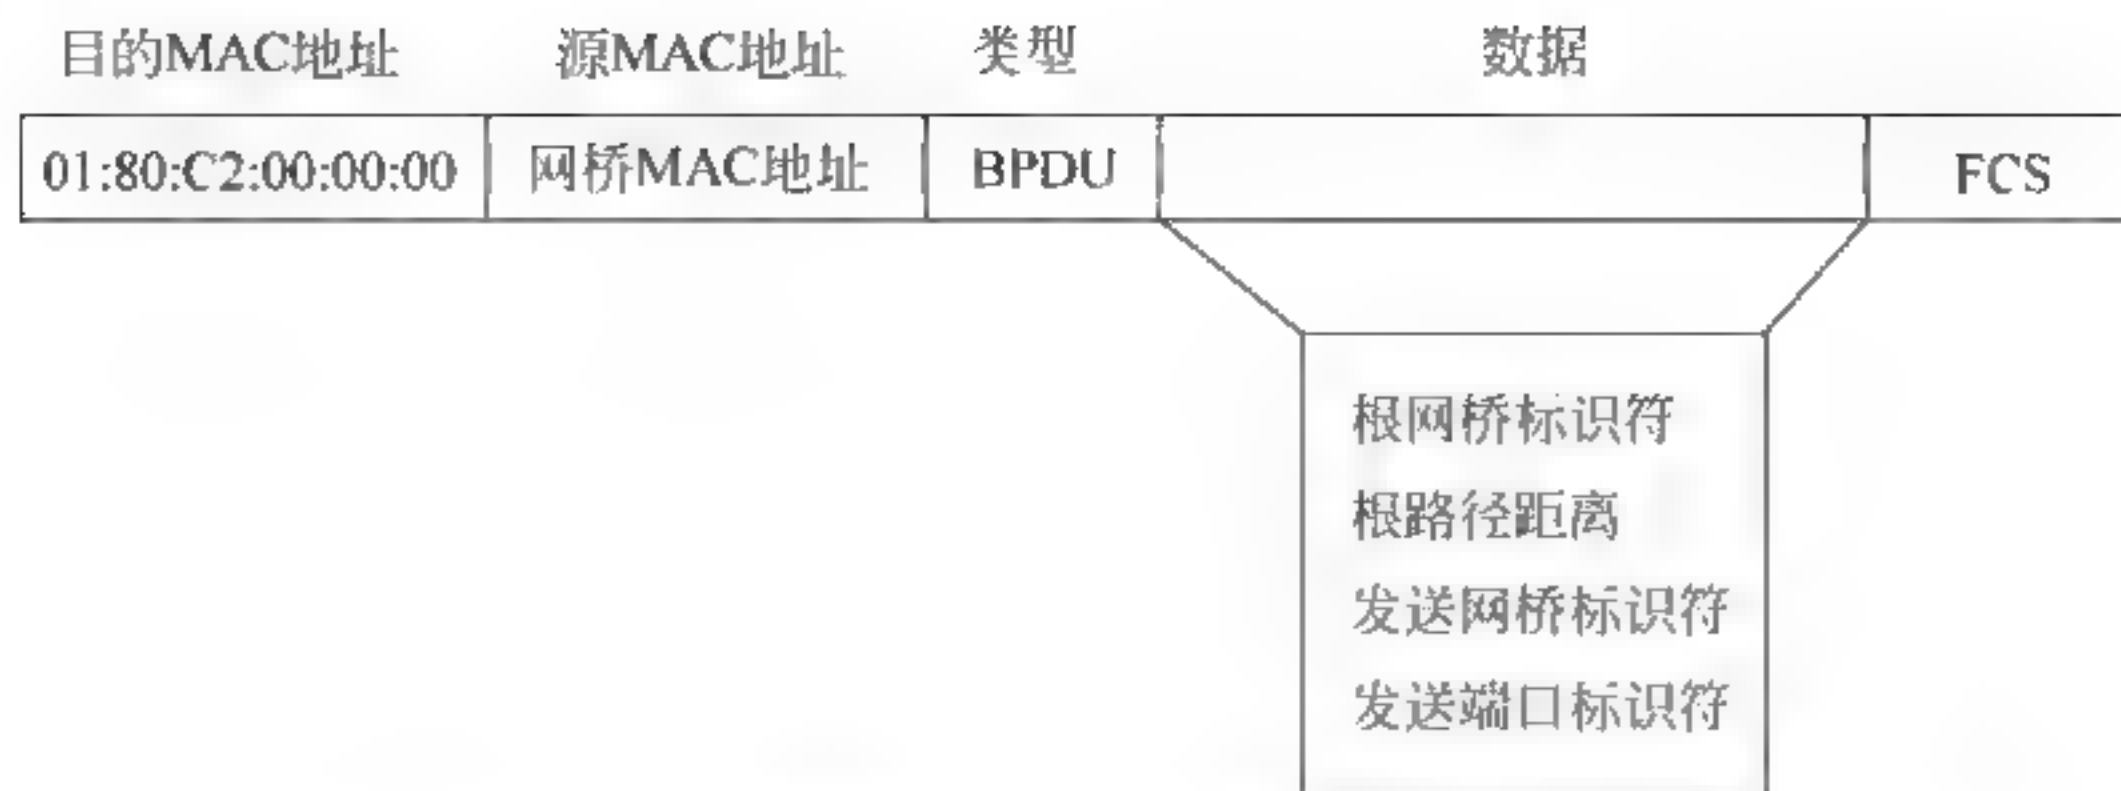 目的MAC地址 源MAC地址 类型 数据
01:80:C2:00:00:00 网桥MAC地址 BPDU FCS
根网桥标识符
根路径距离
发送网桥标识符
发送端口标识符